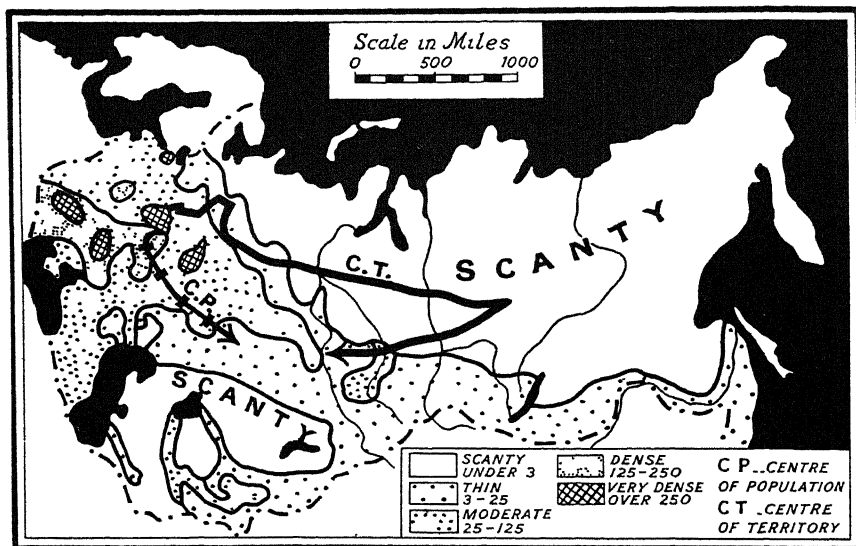 Scale in Miles
0 500 1000
SCANTY
C.T.
C.P.
SCANTY
SCANTY
UNDER 3
THIN
3-25
MODERATE
25-125
DENSE
125-250
VERY DENSE
OVER 250
C P--CENTRE
OF POPULATION
C T -CENTRE
OF TERRITORY